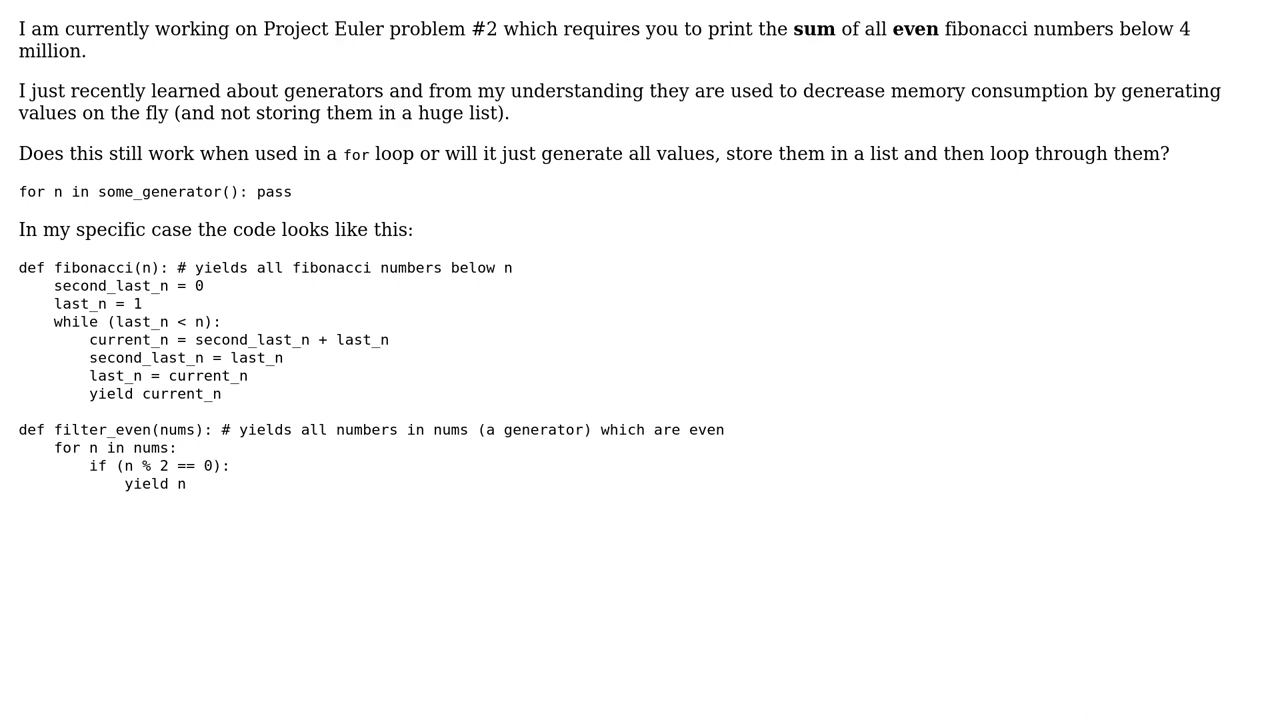 I am currently working on Project Euler problem #2 which requires you to print the sum of all even fibonacci numbers below 4
million.
I just recently learned about generators and from my understanding they are used to decrease memory consumption by generating
values on the fly (and not storing them in a huge list).
Does this still work when used in a for loop or will it just generate all values, store them in a list and then loop through them?
for n in some_generator(): pass
In my specific case the code looks like this:
def fibonacci(n): # yields all fibonacci numbers below n
    second_last_n = 0
    last_n = 1
    while (last_n < n):
        current_n = second_last_n + last_n
        second_last_n = last_n
        last_n = current_n
        yield current_n
def filter_even(nums): # yields all numbers in nums (a generator) which are even
    for n in nums:
        if (n % 2 == 0):
            yield n